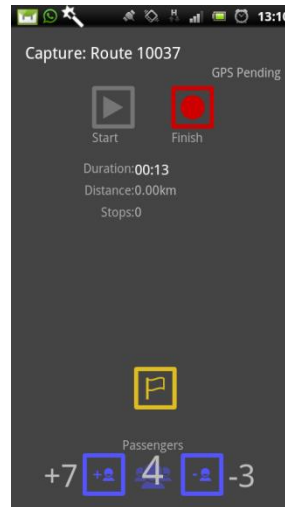 H 13:10
Capture: Route 10037
GPS Pending
Start Finish
Duration:00:13
Distance:0.00km
Stops:0
Passengers
+7 + 4 - -3